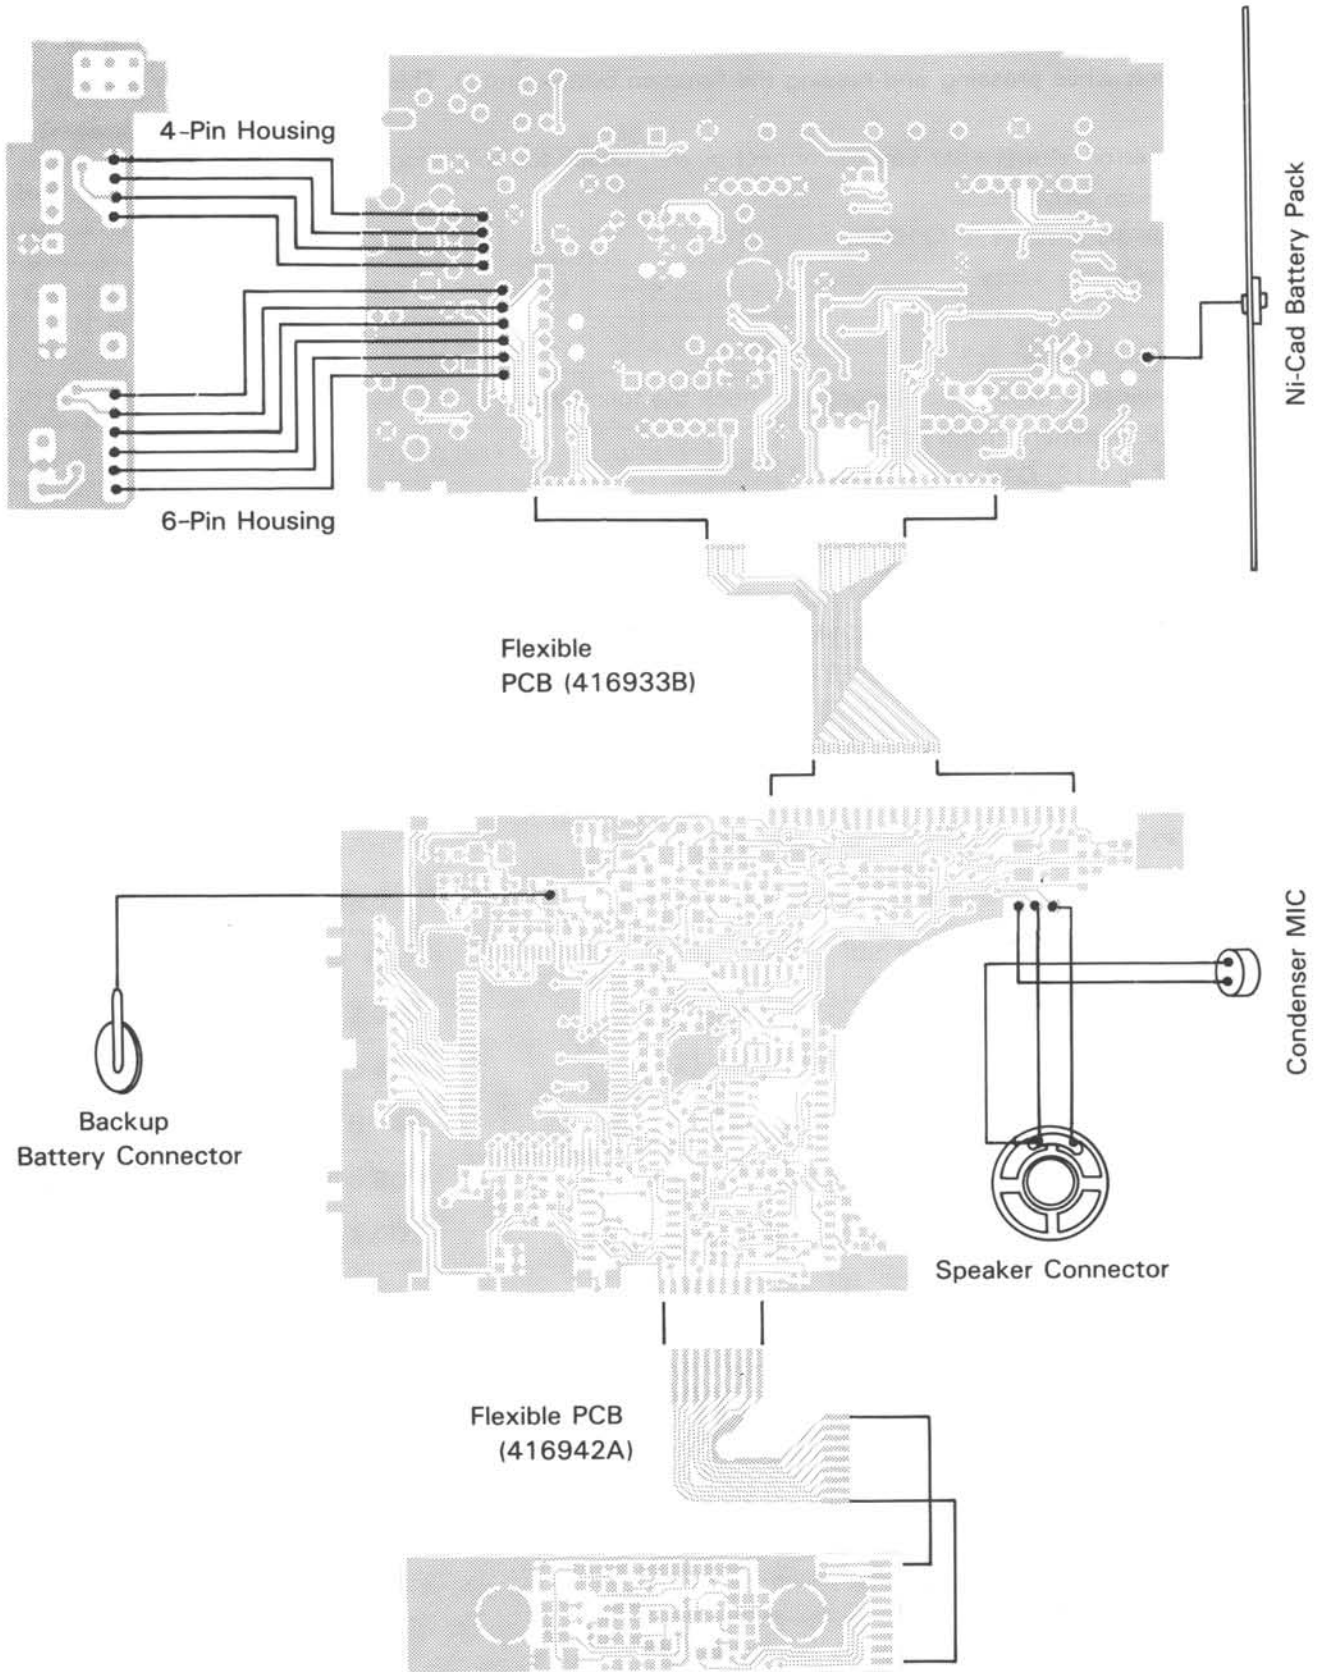 4-Pin Housing
Ni-Cad Battery Pack
6-Pin Housing
Flexible
PCB (416933B)
Condenser MIC
Backup
Battery Connector
Speaker Connector
Flexible PCB
(416942A)